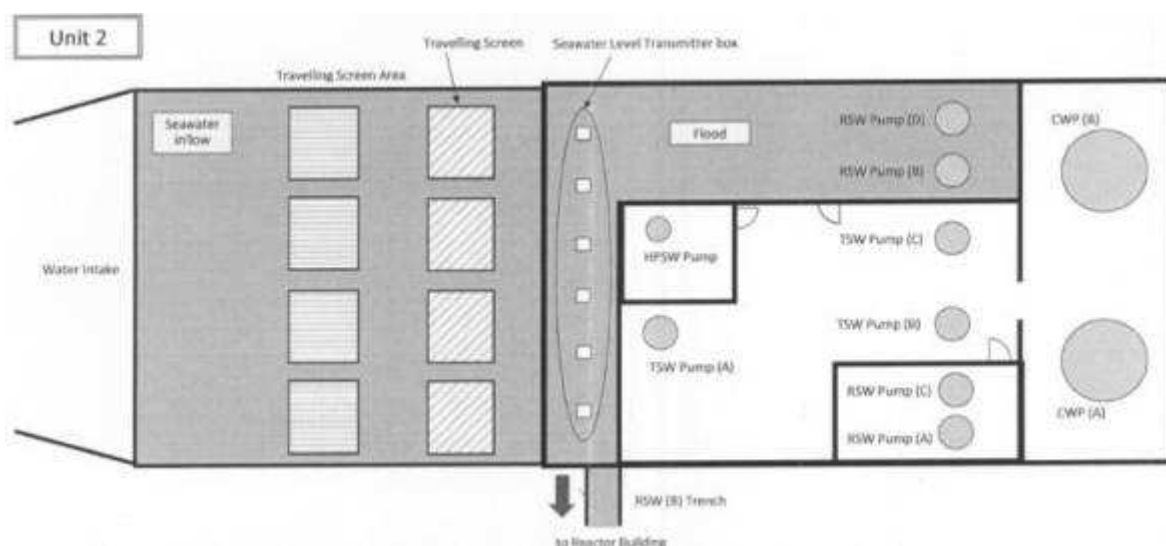 Unit 2
Travelling Screen
Seawater Level Transmitter box
Travelling Screen Area
Seawater
inflow
Flood
RSW Pump (D)
CWP (B)
RSW Pump (B)
HPSW Pump
TSW Pump (C)
Water Intake
TSW Pump (B)
TSW Pump (A)
RSW Pump (C)
RSW Pump (A)
CWP (A)
RSW (B) Trench
to Reactor Building